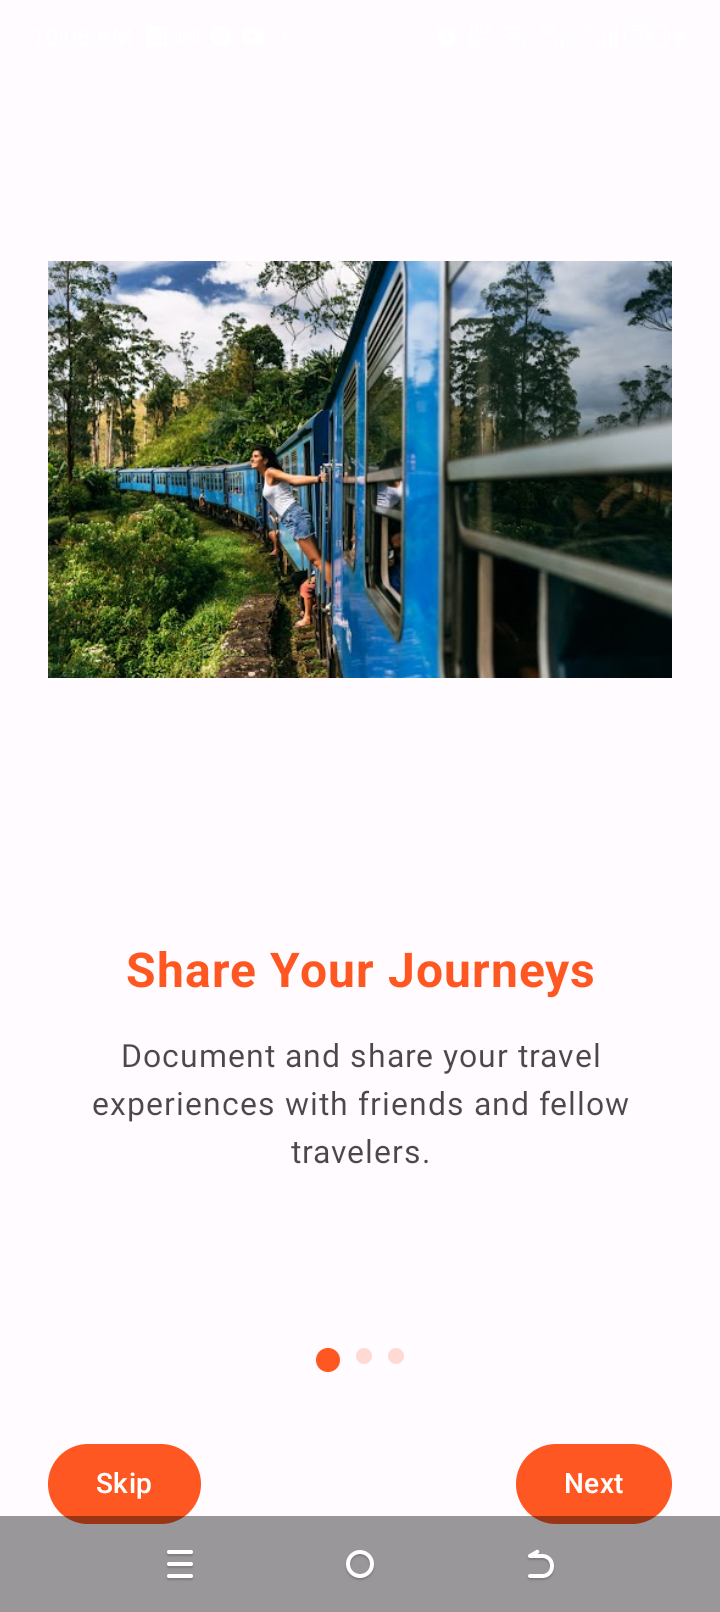 Share Your Journeys
Document and share your travel
experiences with friends and fellow
travelers.
Skip
Next